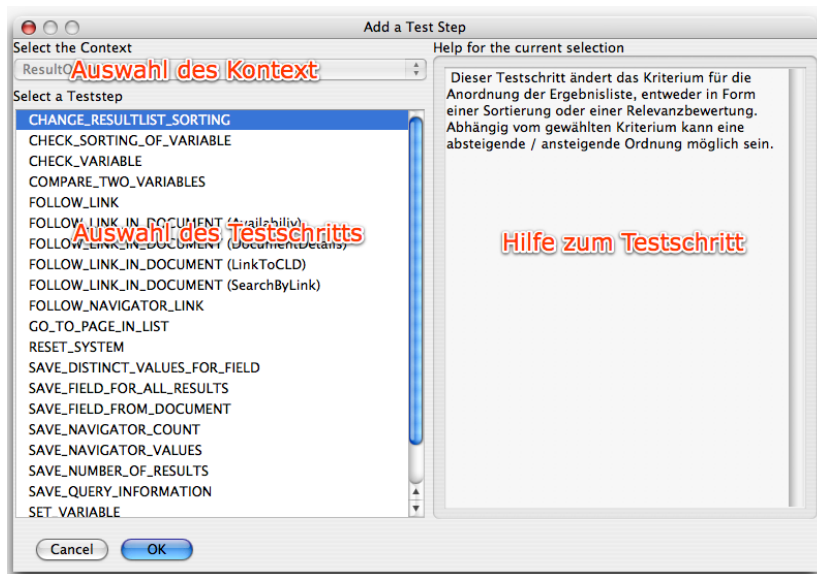 Add a Test Step
Select the Context
Auswahl des Kontext
Select a Teststep
CHANGE_RESULTLIST_SORTING
CHECK_SORTING_OF_VARIABLE
CHECK_VARIABLE
COMPARE_TWO_VARIABLES
FOLLOW_LINK
FOLLOW_LINK_IN_DOCUMENT
Auswahl des Testschritts
FOLLOW_LINK_IN_DOCUMENT (DocumentDetails)
FOLLOW_LINK_IN_DOCUMENT (LinkToCLD)
FOLLOW_LINK_IN_DOCUMENT (SearchByLink)
FOLLOW_NAVIGATOR_LINK
GO_TO_PAGE_IN_LIST
RESET_SYSTEM
SAVE_DISTINCT_VALUES_FOR_FIELD
SAVE_FIELD_FOR_ALL_RESULTS
SAVE_FIELD_FROM_DOCUMENT
SAVE_NAVIGATOR_COUNT
SAVE_NAVIGATOR_VALUES
SAVE_NUMBER_OF_RESULTS
SAVE_QUERY_INFORMATION
SET_VARIABLE
Help for the current selection
Dieser Testschritt ändert das Kriterium für die
Anordnung der Ergebnisliste, entweder in Form
einer Sortierung oder einer Relevanzbewertung.
Abhängig vom gewählten Kriterium kann eine
absteigende / ansteigende Ordnung möglich sein.
Hilfe zum Testschritt
Cancel
OK